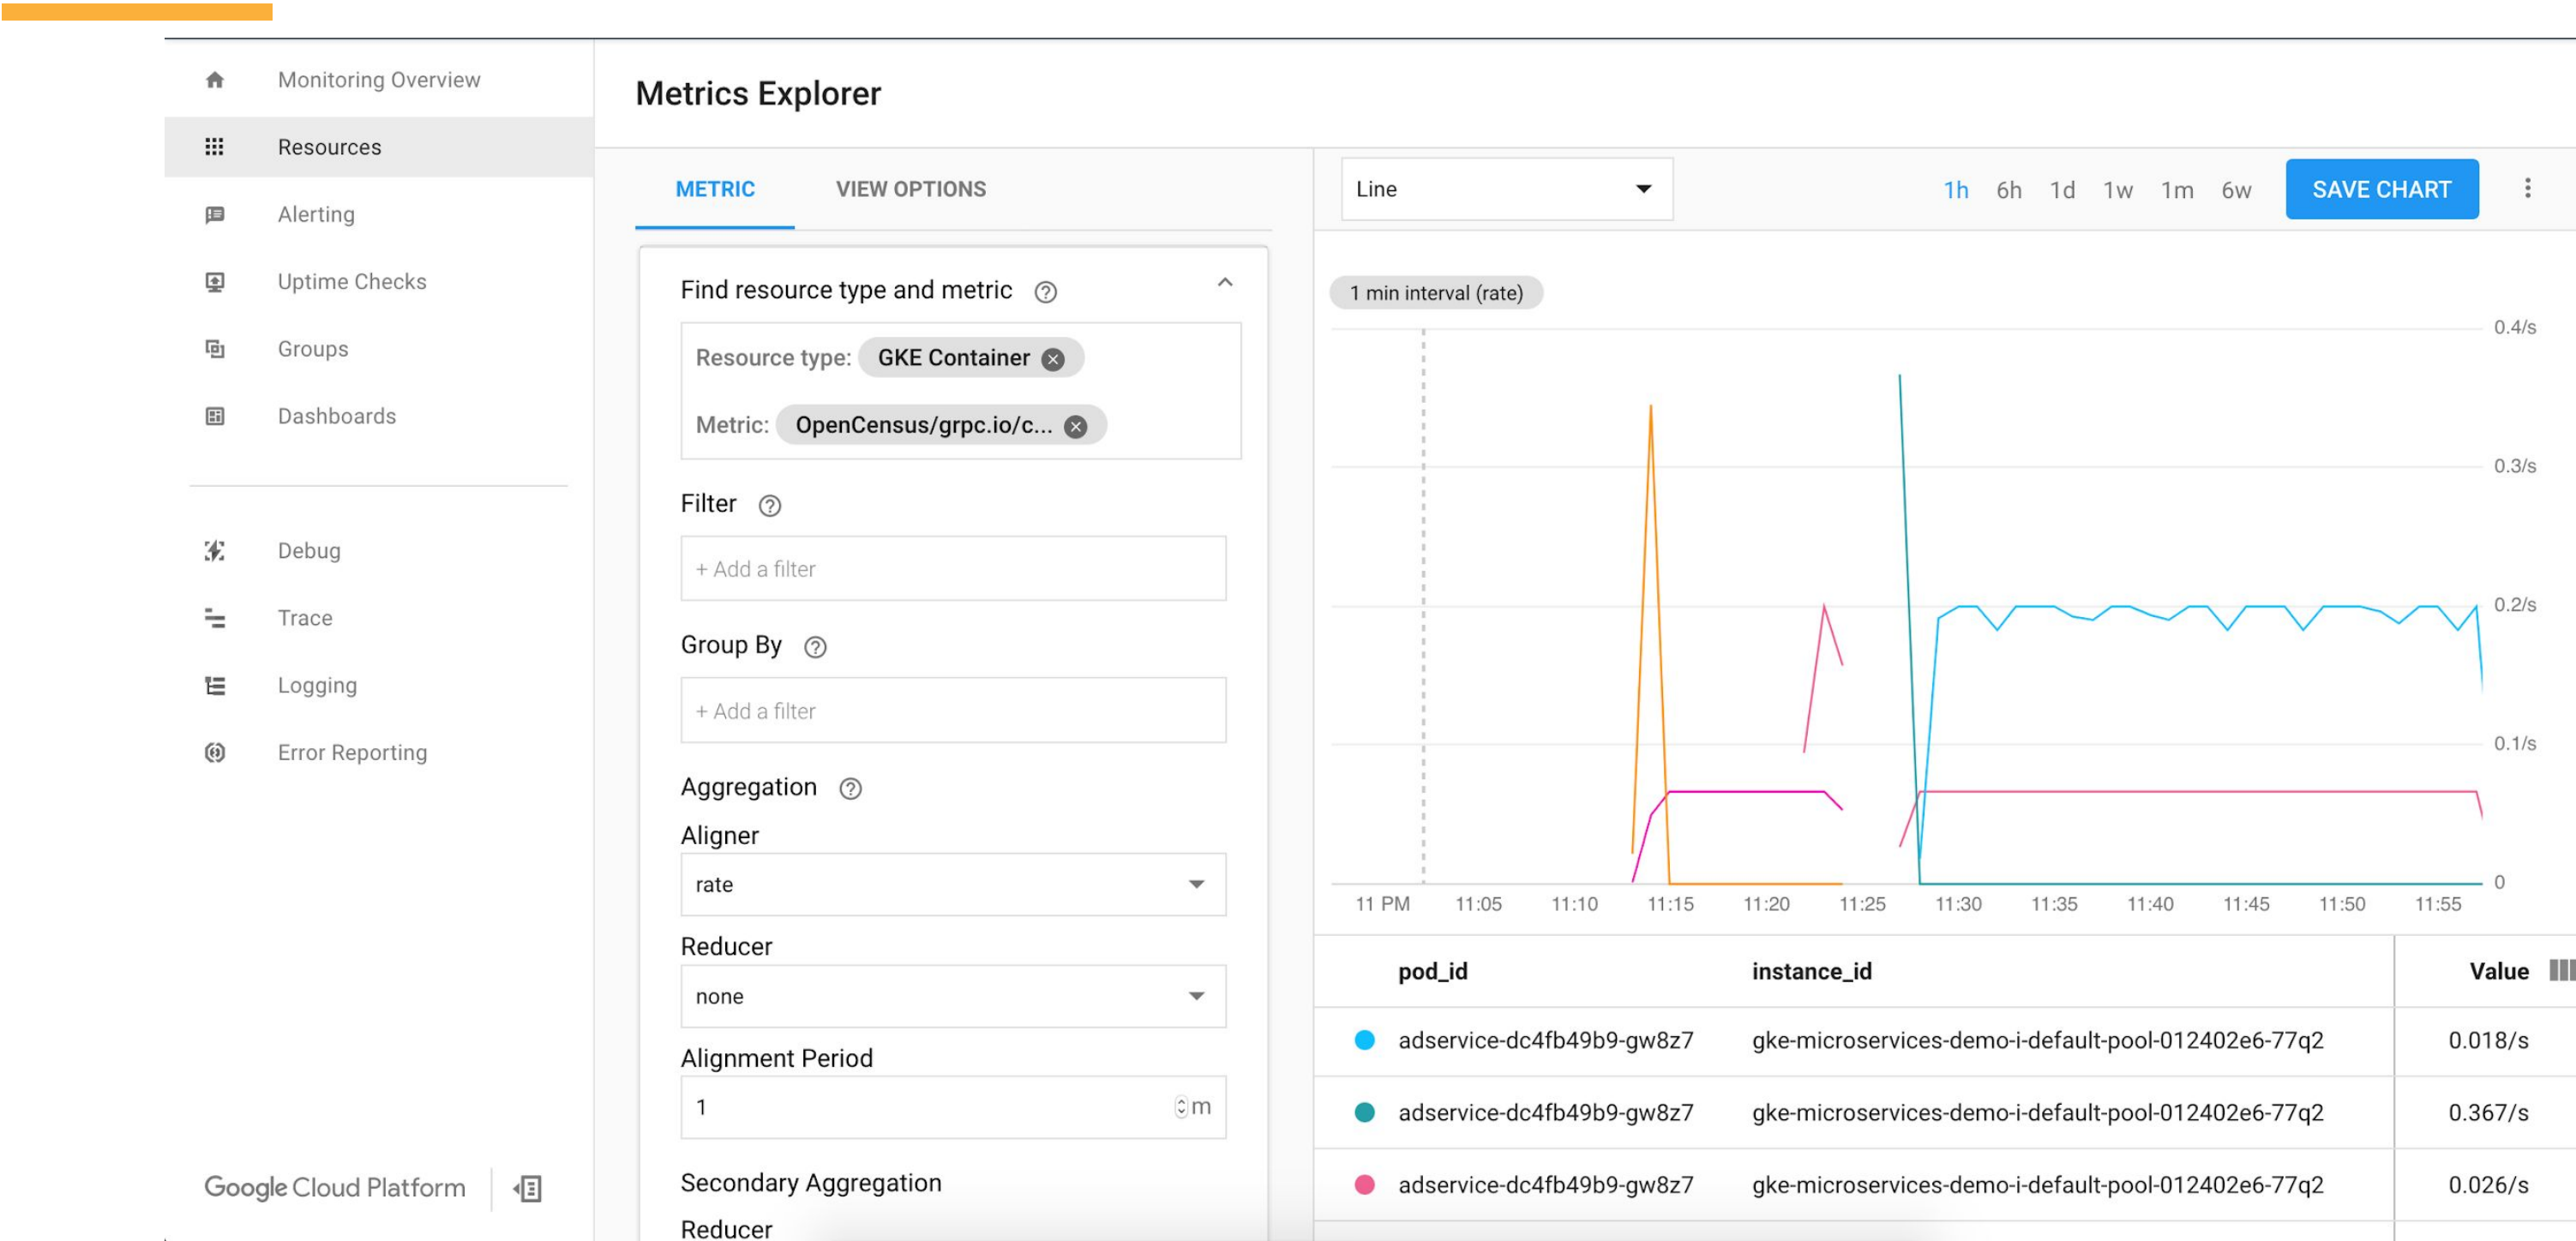 Monitoring Overview
Resources
Alerting
Uptime Checks
Groups
Dashboards
Debug
Trace
Logging
Error Reporting
Google Cloud Platform
Metrics Explorer
METRIC VIEW OPTIONS
Find resource type and metric
Resource type: GKE Container
Metric: OpenCensus/grpc.io/c...
Filter
+ Add a filter
Group By
+ Add a filter
Aggregation
Aligner
rate
Reducer
none
Alignment Period
1 m
Secondary Aggregation
Reducer
Line 1h 6h 1d 1w 1m 6w SAVE CHART
1 min interval (rate)
0.4/s
0.3/s
0.2/s
0.1/s
0
11 PM 11:05 11:10 11:15 11:20 11:25 11:30 11:35 11:40 11:45 11:50 11:55
pod_id instance_id Value
adservice-dc4fb49b9-gw8z7 gke-microservices-demo-i-default-pool-012402e6-77q2 0.018/s
adservice-dc4fb49b9-gw8z7 gke-microservices-demo-i-default-pool-012402e6-77q2 0.367/s
adservice-dc4fb49b9-gw8z7 gke-microservices-demo-i-default-pool-012402e6-77q2 0.026/s